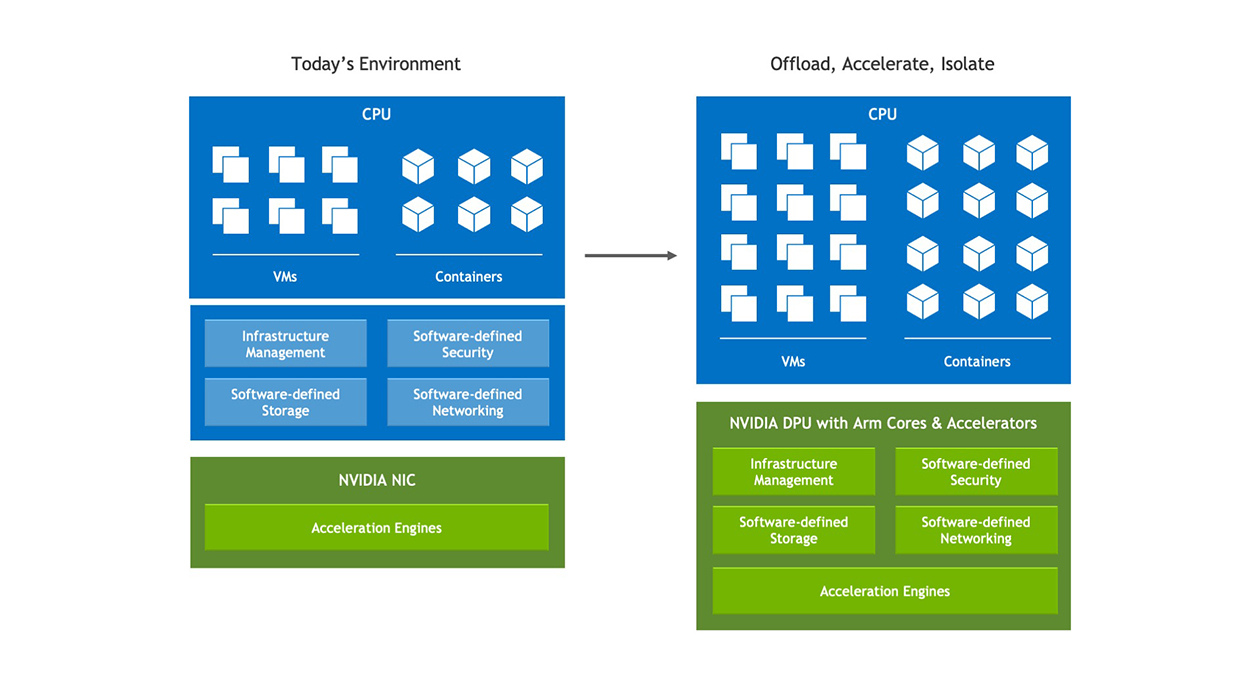 Today’s Environment
CPU
VMs
Containers
Infrastructure
Management
Software-defined
Security
Software-defined
Storage
Software-defined
Networking
NVIDIA NIC
Acceleration Engines
Offload, Accelerate, Isolate
CPU
VMs
Containers
NVIDIA DPU with Arm Cores & Accelerators
Infrastructure
Management
Software-defined
Security
Software-defined
Storage
Software-defined
Networking
Acceleration Engines